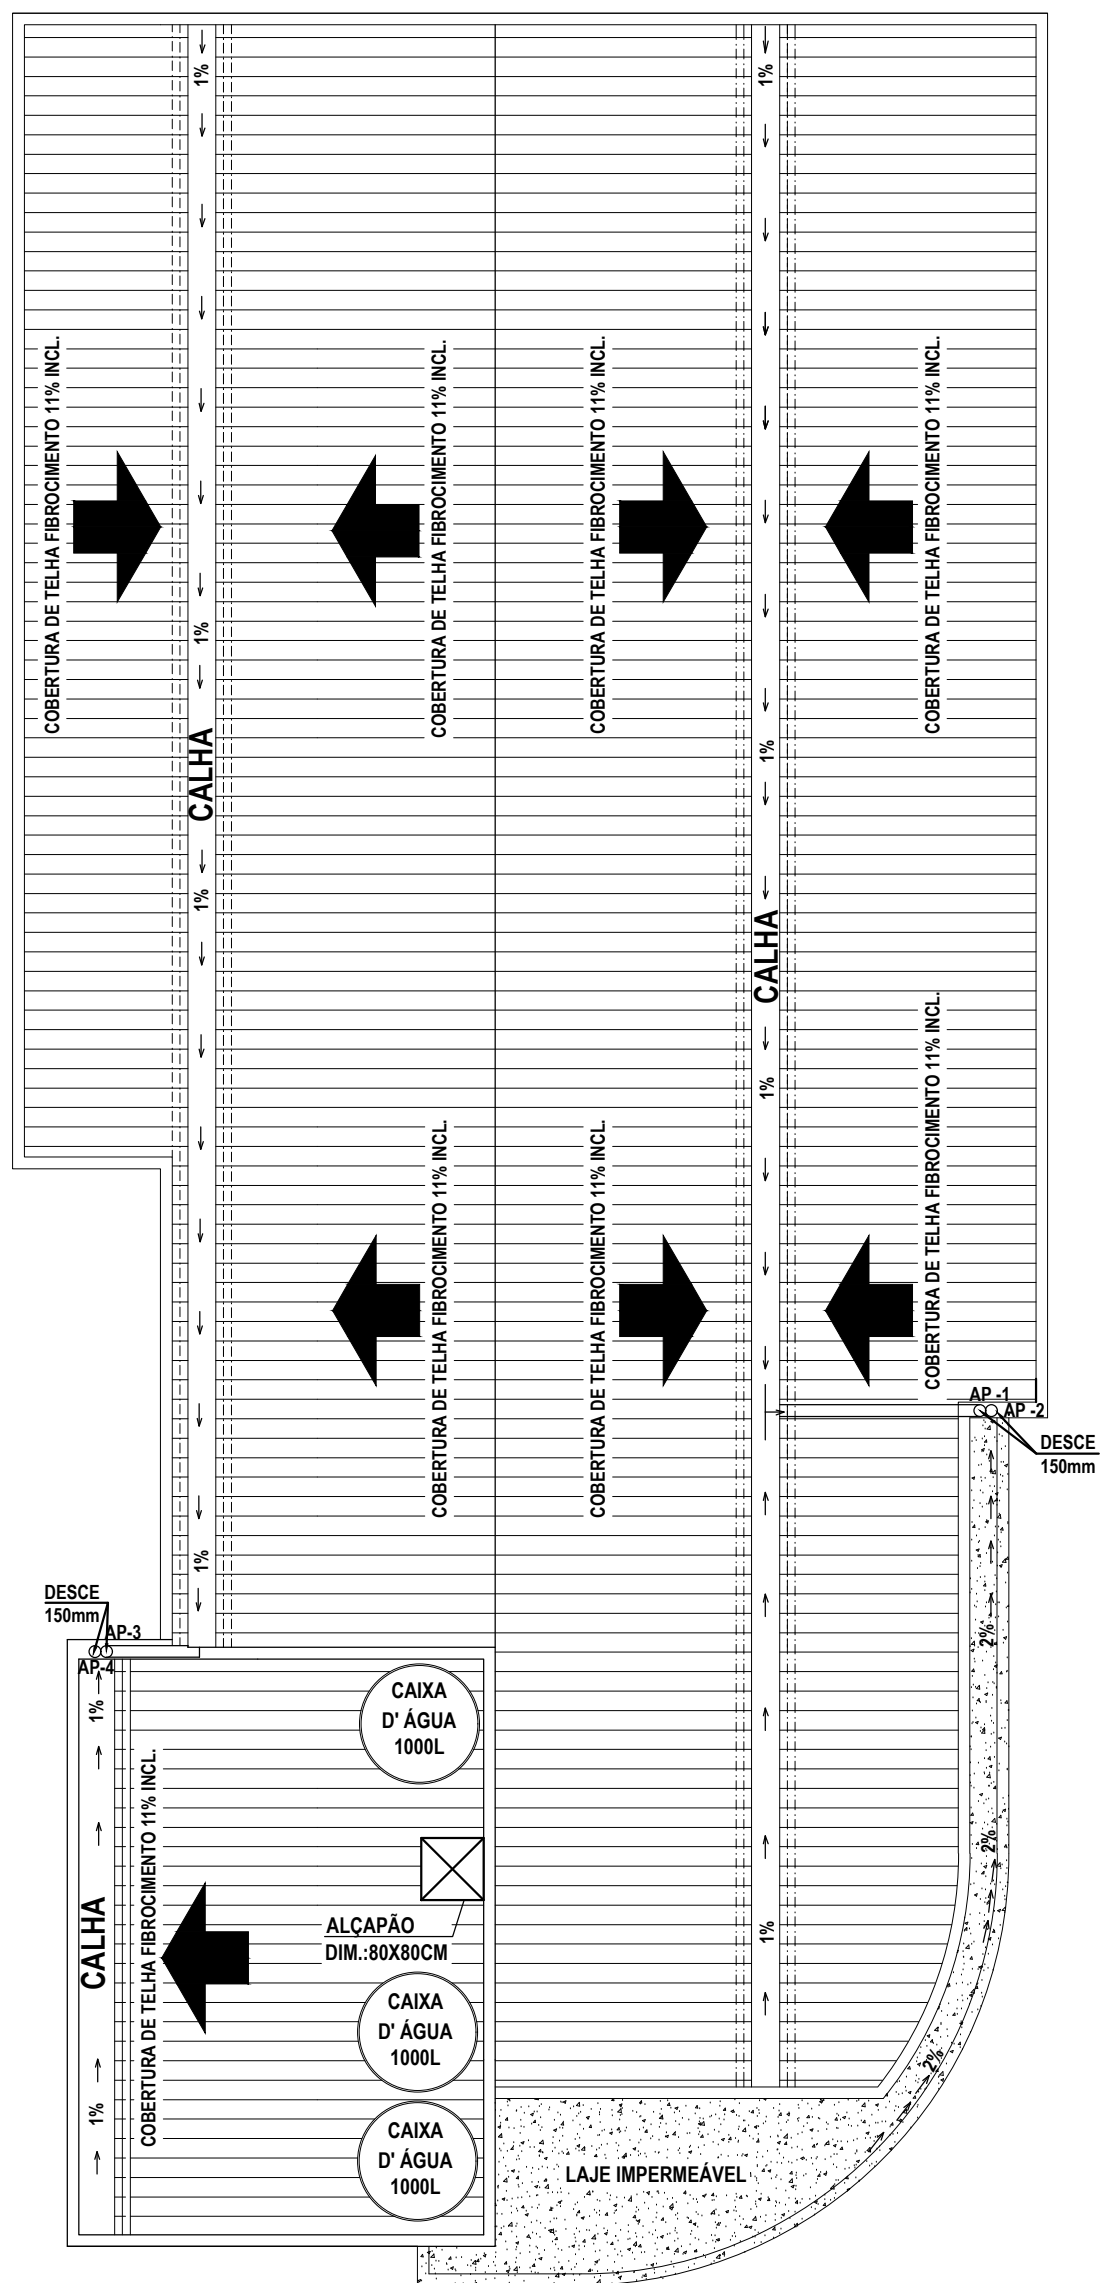 1%
1%
COBERTURA DE TELHA FIBROCIMENTO 11% INCL.
COBERTURA DE TELHA FIBROCIMENTO 11% INCL.
COBERTURA DE TELHA FIBROCIMENTO 11% INCL.
COBERTURA DE TELHA FIBROCIMENTO 11% INCL.
1%
CALHA
1%
1%
CALHA
1%
COBERTURA DE TELHA FIBROCIMENTO 11% INCL.
COBERTURA DE TELHA FIBROCIMENTO 11% INCL.
COBERTURA DE TELHA FIBROCIMENTO 11% INCL.
AP -1
AP -2
DESCE
150mm
1%
DESCE
150mm
AP-3
AP-4
2%
1%
CAIXA
D' ÁGUA
1000L
COBERTURA DE TELHA FIBROCIMENTO 11% INCL.
2%
CALHA
ALÇAPÃO
DIM.:80X80CM
1%
CAIXA
D' ÁGUA
1000L
2%
1%
CAIXA
D' ÁGUA
1000L
LAJE IMPERMEÁVEL